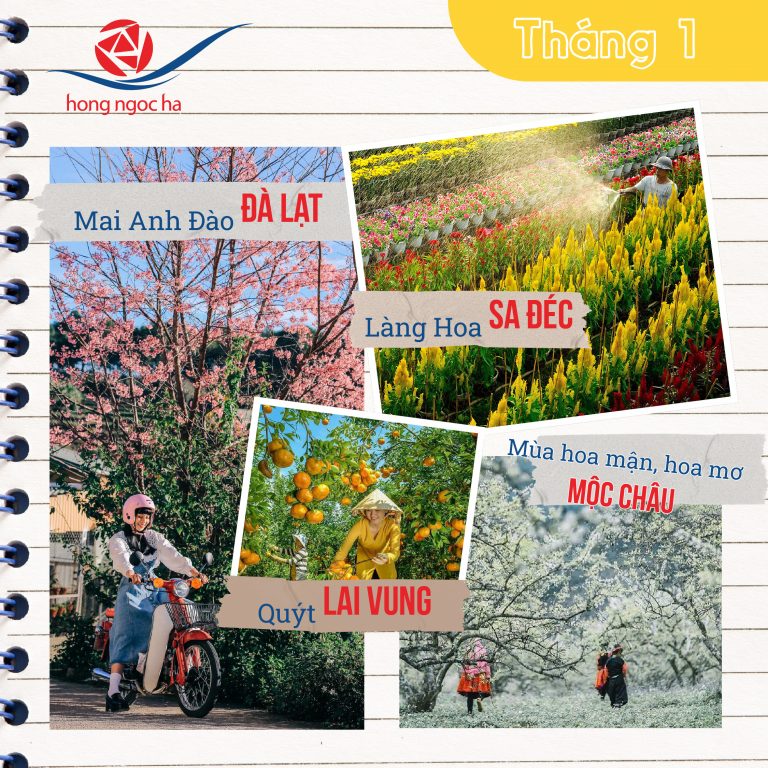 hong ngoc ha
Tháng 1
Mai Anh Đào ĐÀ LẠT
Làng Hoa SA ĐÉC
Mùa hoa mận, hoa mơ
MỘC CHÂU
Quýt LAI VUNG